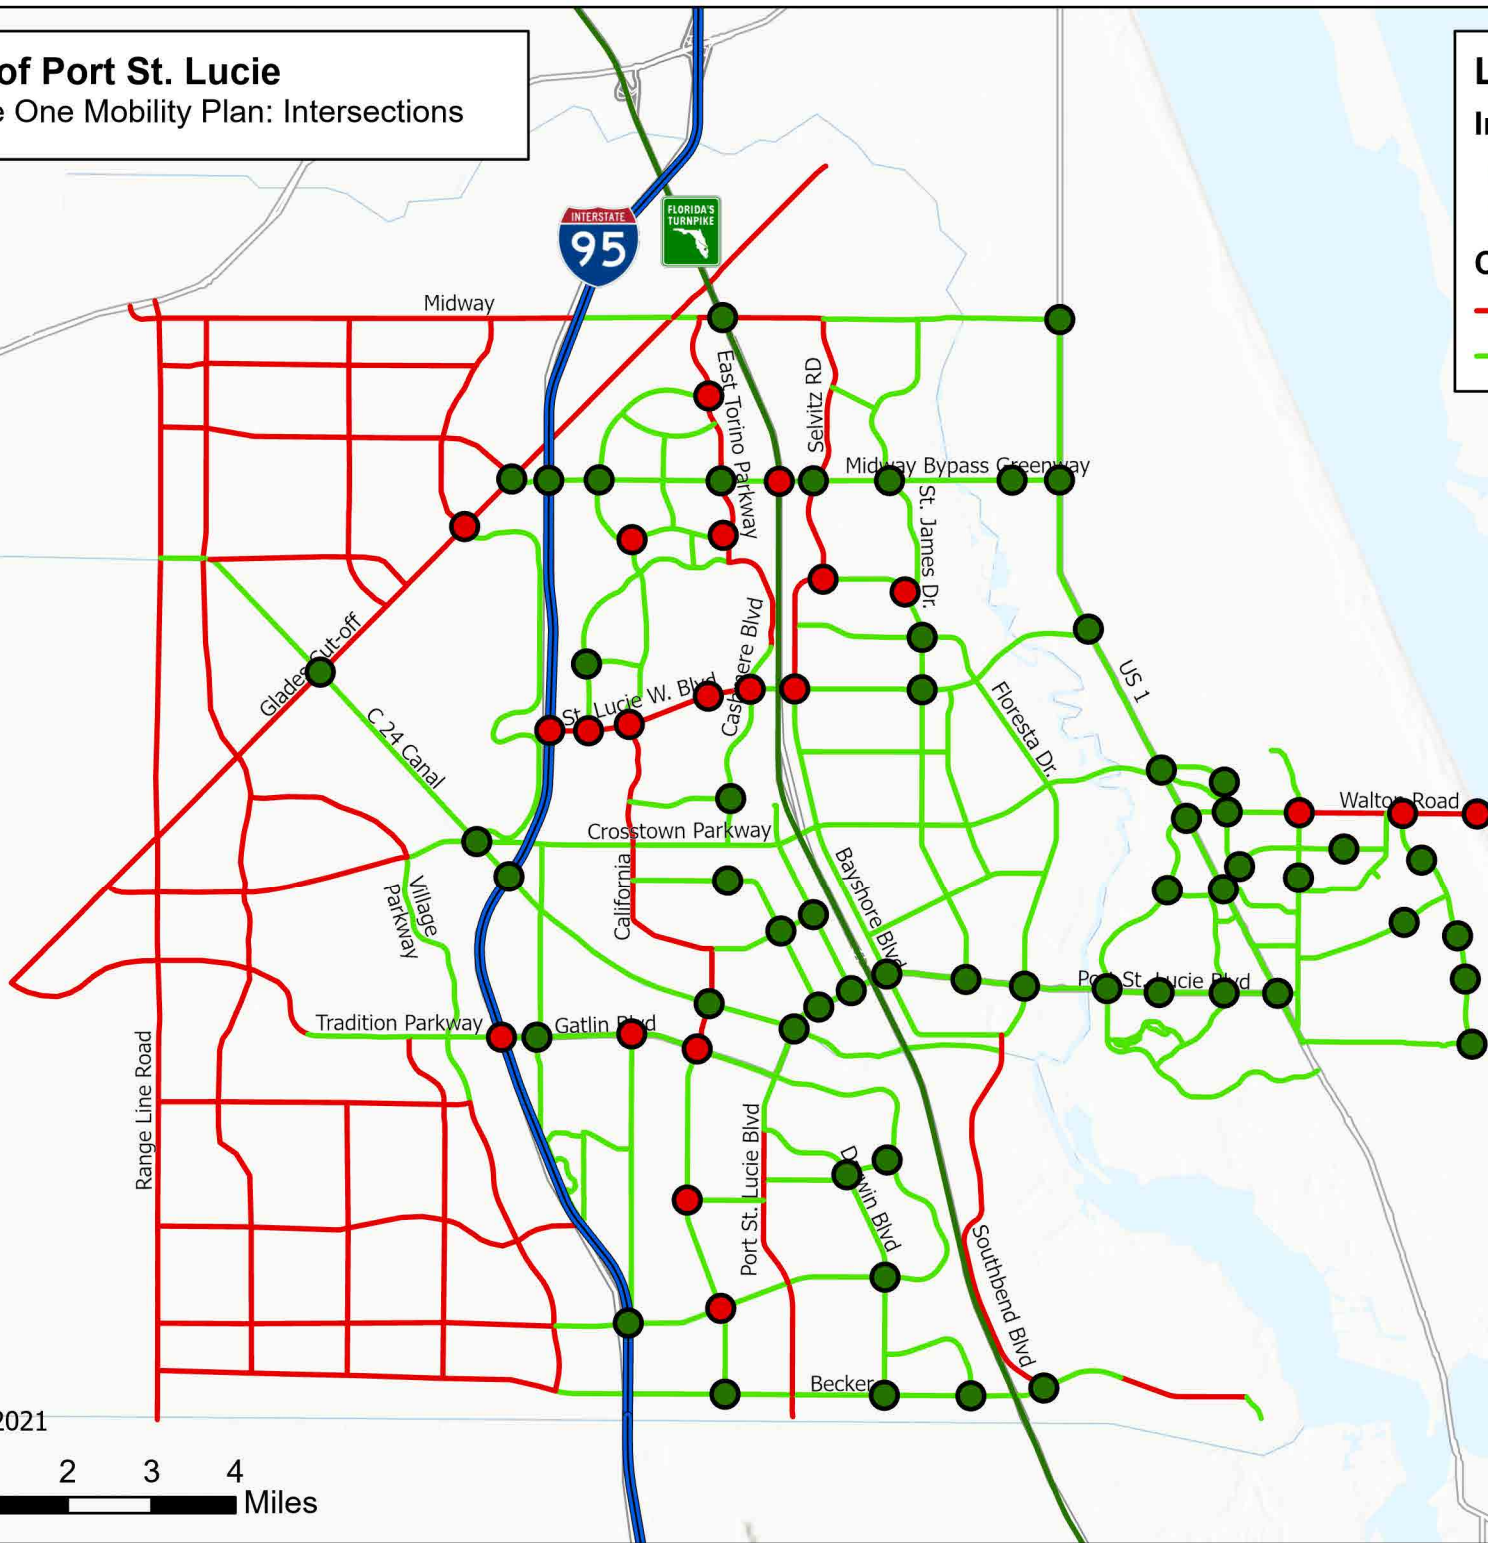 of Port St. Lucie
e One Mobility Plan: Intersections
L
I
C
INTERSTATE
95
FLORIDA'S
TURNPIKE
Midway
East Torino Parkway
Selvitz RD
Midway Bypass Greenway
St. James Dr.
Glades Cut-off
C 24 Canal
St. Lucie W. Blvd
Cashmere Blvd
Floresta Dr.
US 1
Walton Road
Crosstown Parkway
California
Village
Parkway
Bayshore Blvd
Port St. Lucie Blvd
Tradition Parkway
Gatlin Blvd
Range Line Road
Port St. Lucie Blvd
Darwin Blvd
Southbend Blvd
Becker
2021
2 3 4
Miles